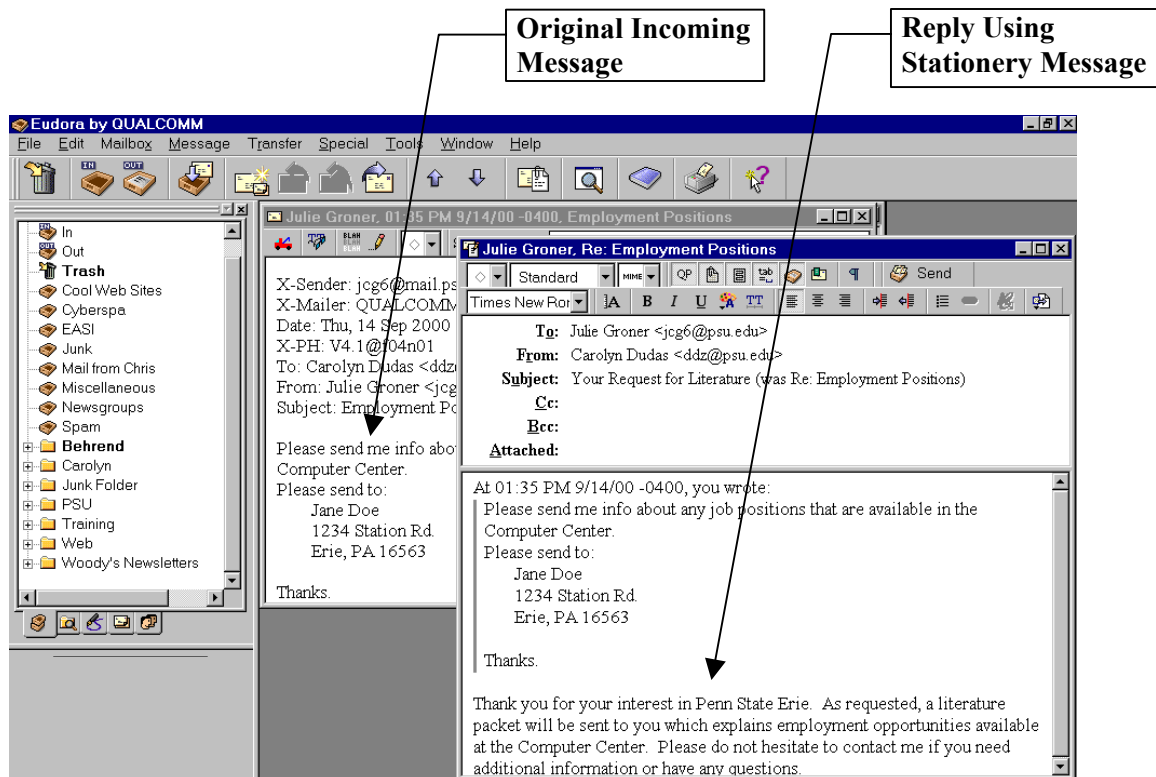 Original Incoming
Message
Reply Using
Stationery Message
Eudora by QUALCOMM
File Edit Mailbox Message Transfer Special Tools Window Help
IN OUT
In
Out
Trash
Cool Web Sites
Cyberspa
EASI
Junk
Mail from Chris
Miscellaneous
Newsgroups
Spam
Behrend
Carolyn
Junk Folder
PSU
Training
Web
Woody's Newsletters
Julie Groner, 01:35 PM 9/14/00 -0400, Employment Positions
BLAH BLAH BLAH
X-Sender: jcg6@mail.ps
X-Mailer: QUALCOMM
Date: Thu, 14 Sep 2000
X-PH: V4.1@f04n01
To: Carolyn Dudas <ddz
From: Julie Groner <jcg
Subject: Employment Po
Please send me info abo
Computer Center.
Please send to:
Jane Doe
1234 Station Rd.
Erie, PA 16563
Thanks.
Julie Groner, Re: Employment Positions
Standard MIME QP tab Send
Times New Ror A B I U A TT
To: Julie Groner <jcg6@psu.edu>
From: Carolyn Dudas <ddz@psu.edu>
Subject: Your Request for Literature (was Re: Employment Positions)
Cc:
Bcc:
Attached:
At 01:35 PM 9/14/00 -0400, you wrote:
Please send me info about any job positions that are available in the
Computer Center.
Please send to:
Jane Doe
1234 Station Rd.
Erie, PA 16563
Thanks.
Thank you for your interest in Penn State Erie. As requested, a literature
packet will be sent to you which explains employment opportunities available
at the Computer Center. Please do not hesitate to contact me if you need
additional information or have any questions.